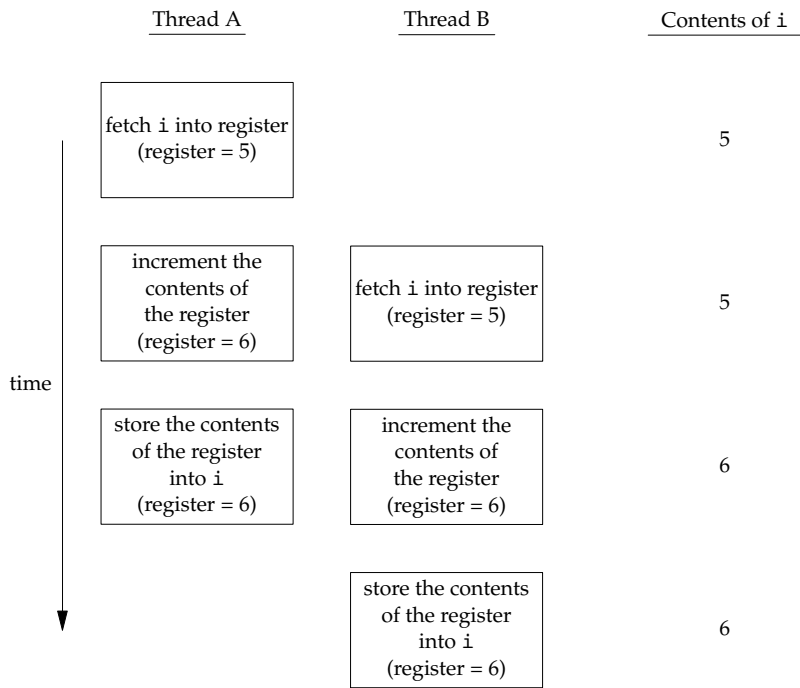 Thread A
Thread B
Contents of i
fetch i into register
(register = 5)
5
increment the
contents of
the register
(register = 6)
fetch i into register
(register = 5)
5
time
store the contents
of the register
into i
(register = 6)
increment the
contents of
the register
(register = 6)
6
store the contents
of the register
into i
(register = 6)
6